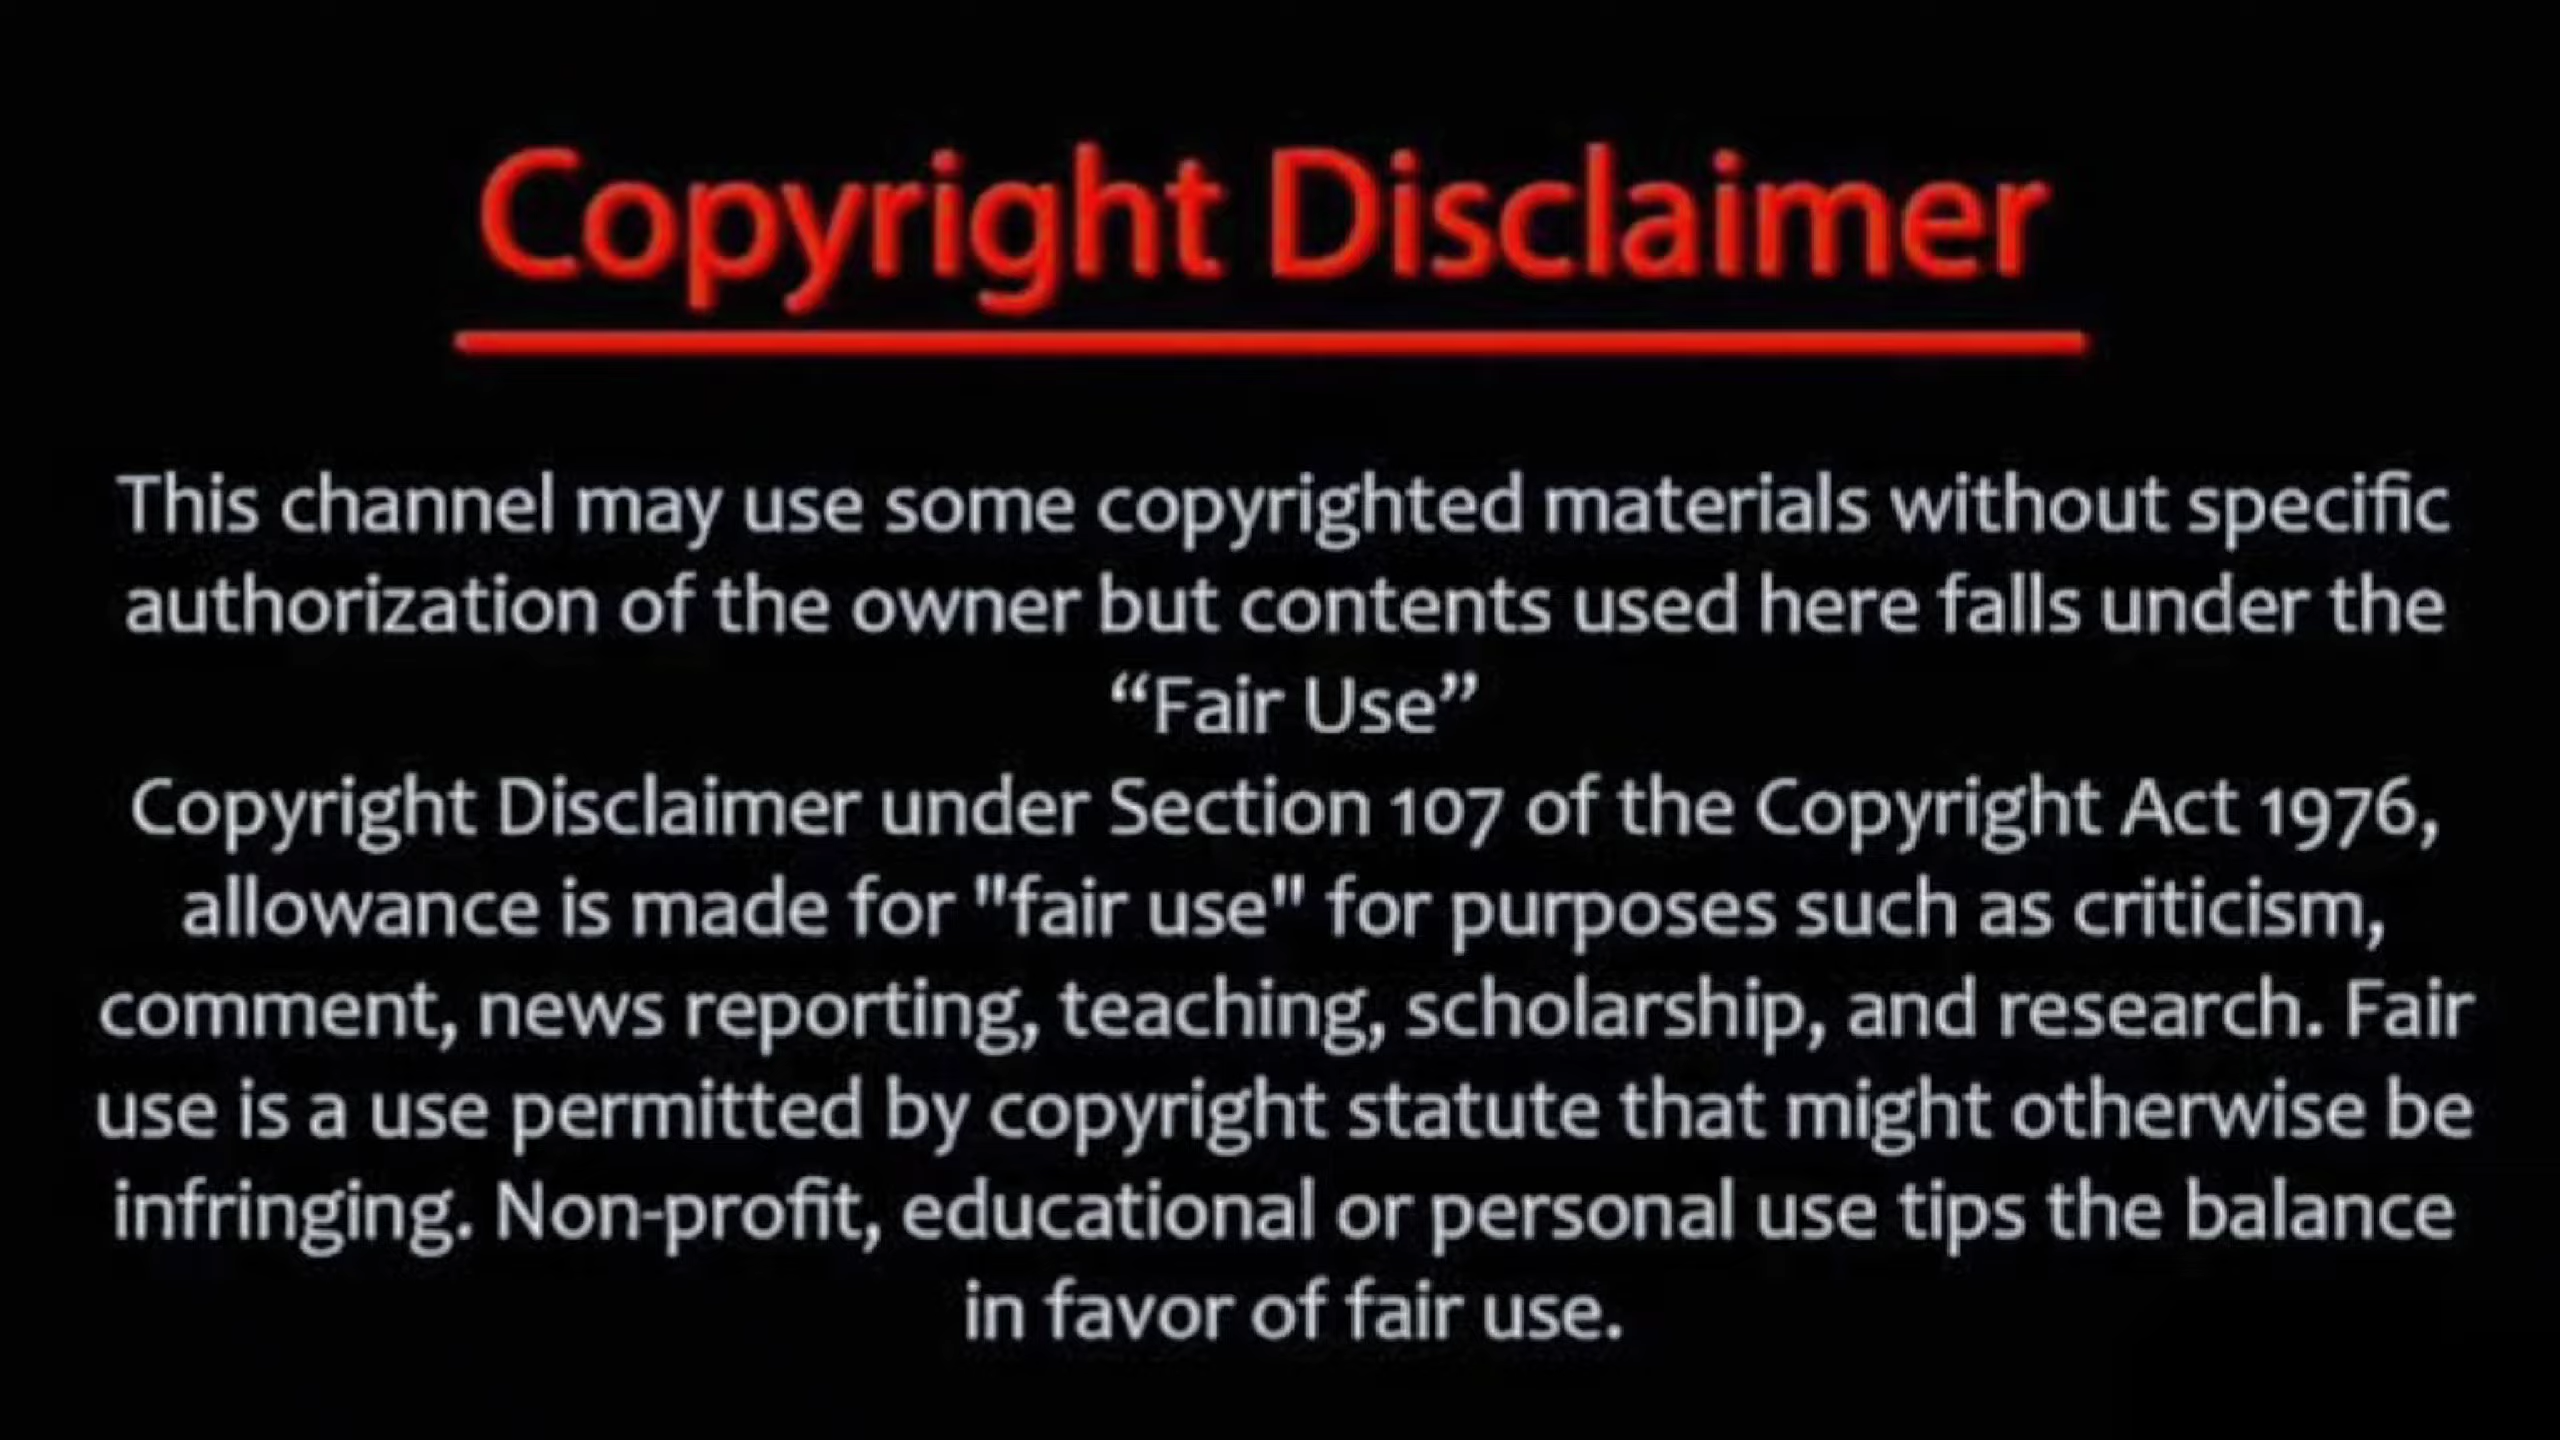 Copyright Disclaimer
This channel may use some copyrighted materials without specific
authorization of the owner but contents used here falls under the
“Fair Use”
Copyright Disclaimer under Section 107 of the Copyright Act 1976,
allowance is made for "fair use" for purposes such as criticism,
comment, news reporting, teaching, scholarship, and research. Fair
use is a use permitted by copyright statute that might otherwise be
infringing. Non-profit, educational or personal use tips the balance
in favor of fair use.